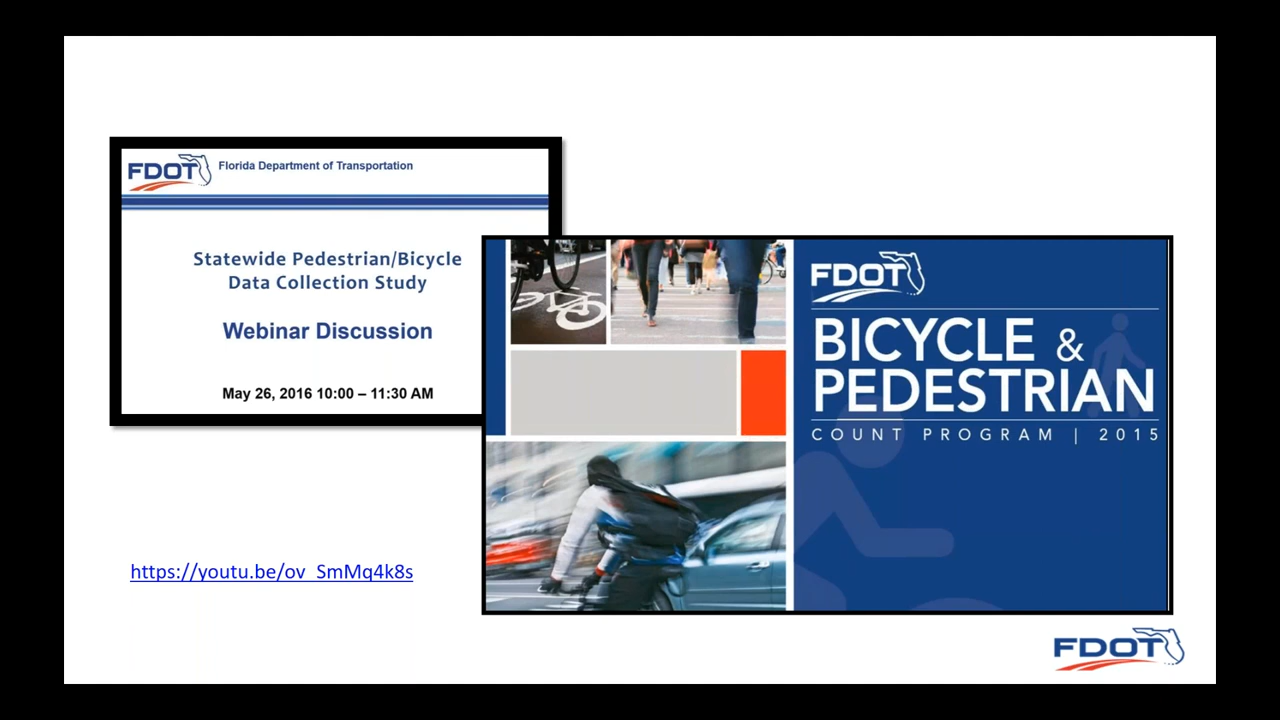 FDOT Florida Department of Transportation
Statewide Pedestrian/Bicycle
Data Collection Study
Webinar Discussion
May 26, 2016 10:00 – 11:30 AM
FDOT
BICYCLE &
PEDESTRIAN
COUNT PROGRAM | 2015
https://youtu.be/ov_SmMq4k8s
FDOT